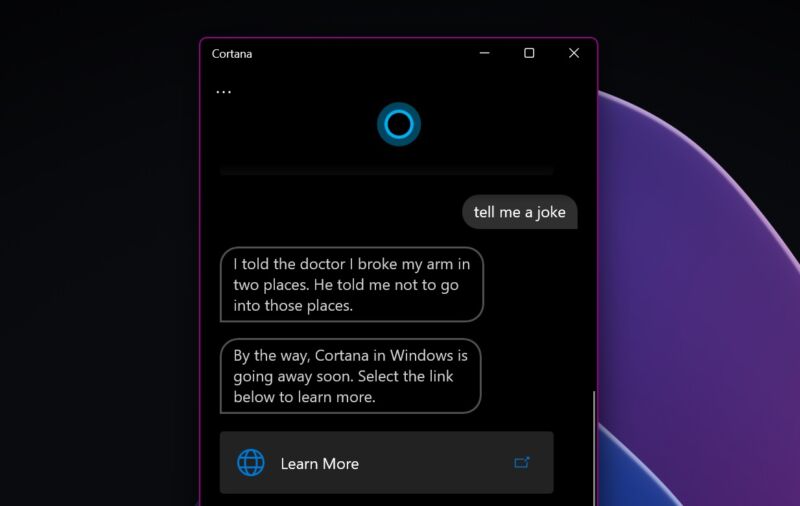 Cortana
...
tell me a joke
I told the doctor I broke my arm in
two places. He told me not to go
into those places.
By the way, Cortana in Windows is
going away soon. Select the link
below to learn more.
Learn More